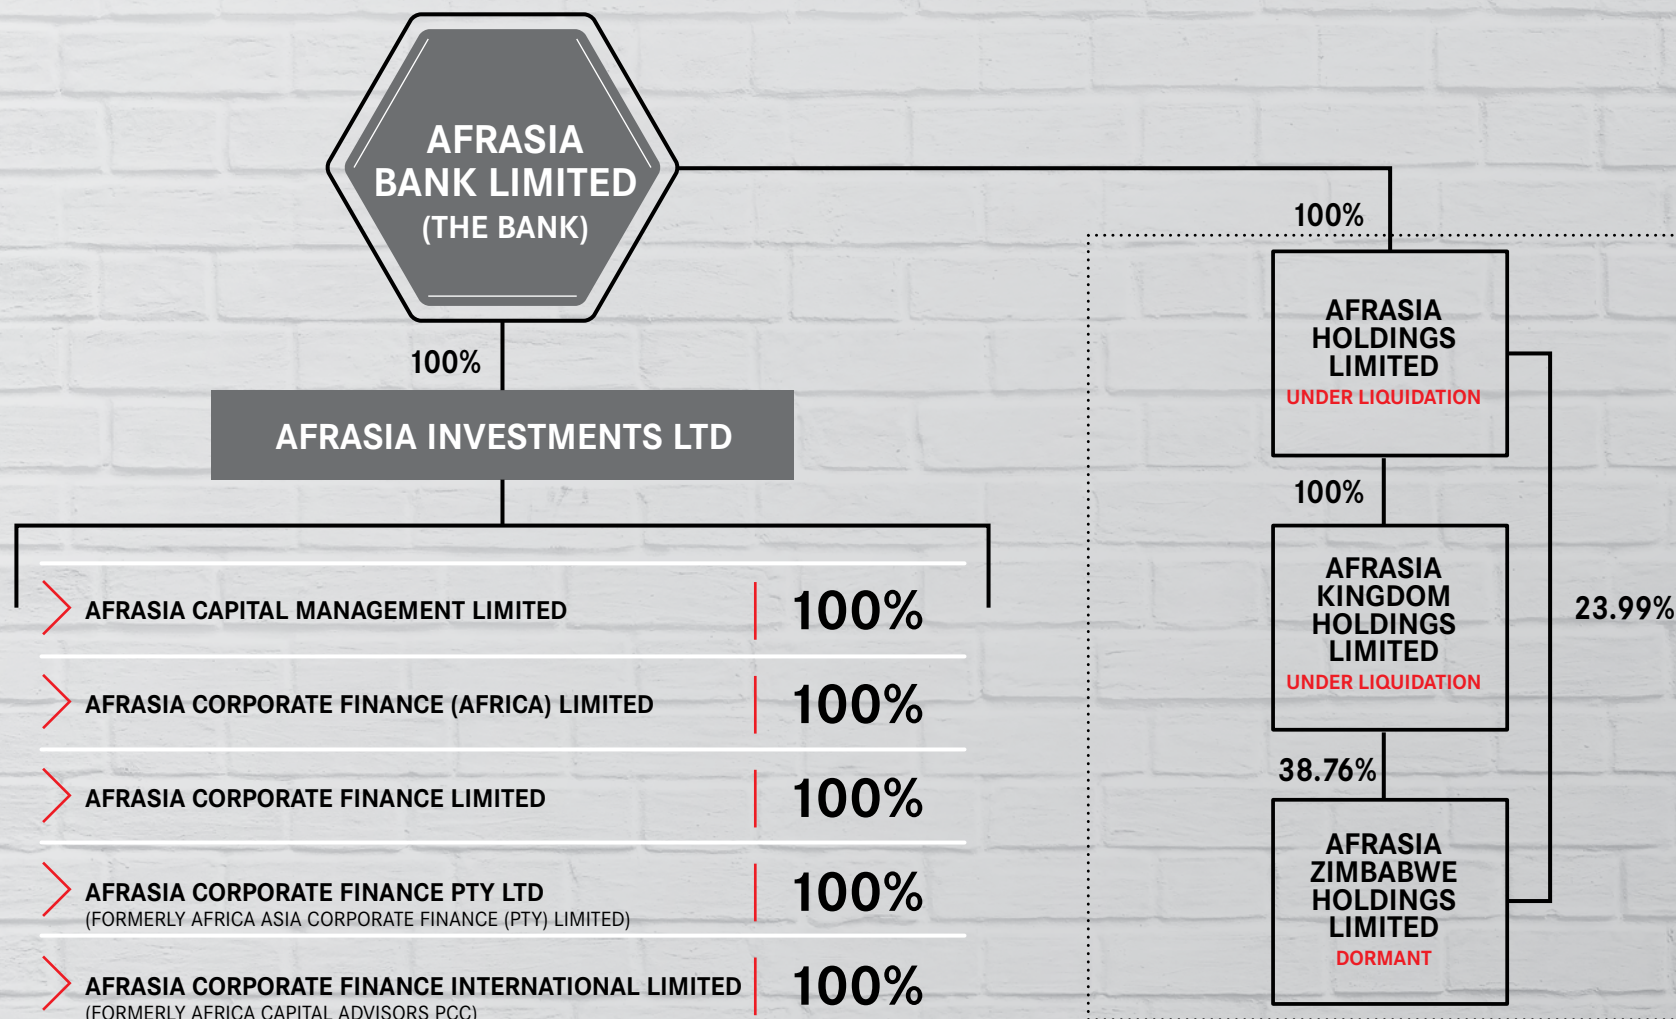 AFRASIA
BANK LIMITED
(THE BANK)
100%
AFRASIA INVESTMENTS LTD
AFRASIA CAPITAL MANAGEMENT LIMITED 100%
AFRASIA CORPORATE FINANCE (AFRICA) LIMITED 100%
AFRASIA CORPORATE FINANCE LIMITED 100%
AFRASIA CORPORATE FINANCE PTY LTD 100%
(FORMERLY AFRICA ASIA CORPORATE FINANCE (PTY) LIMITED)
AFRASIA CORPORATE FINANCE INTERNATIONAL LIMITED 100%
(FORMERLY AFRICA CAPITAL ADVISORS PCC)
100%
AFRASIA
HOLDINGS
LIMITED
UNDER LIQUIDATION
100%
AFRASIA
KINGDOM
HOLDINGS
LIMITED
UNDER LIQUIDATION
23.99%
38.76%
AFRASIA
ZIMBABWE
HOLDINGS
LIMITED
DORMANT